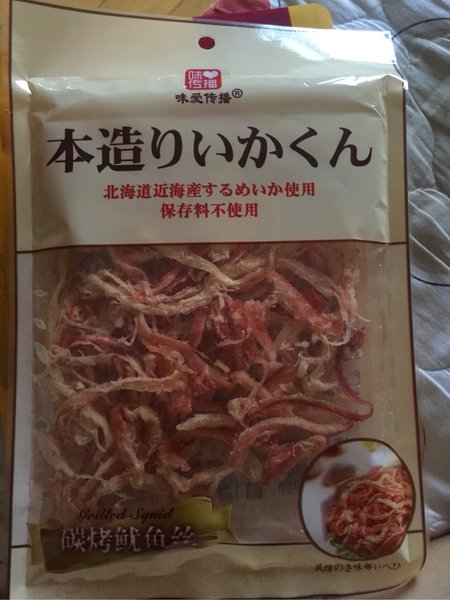 味
传播
味爱传播®
本造りいかくん
北海道近海産するめいか使用
保存料不使用
Grilled Squid
碳烤鱿鱼丝